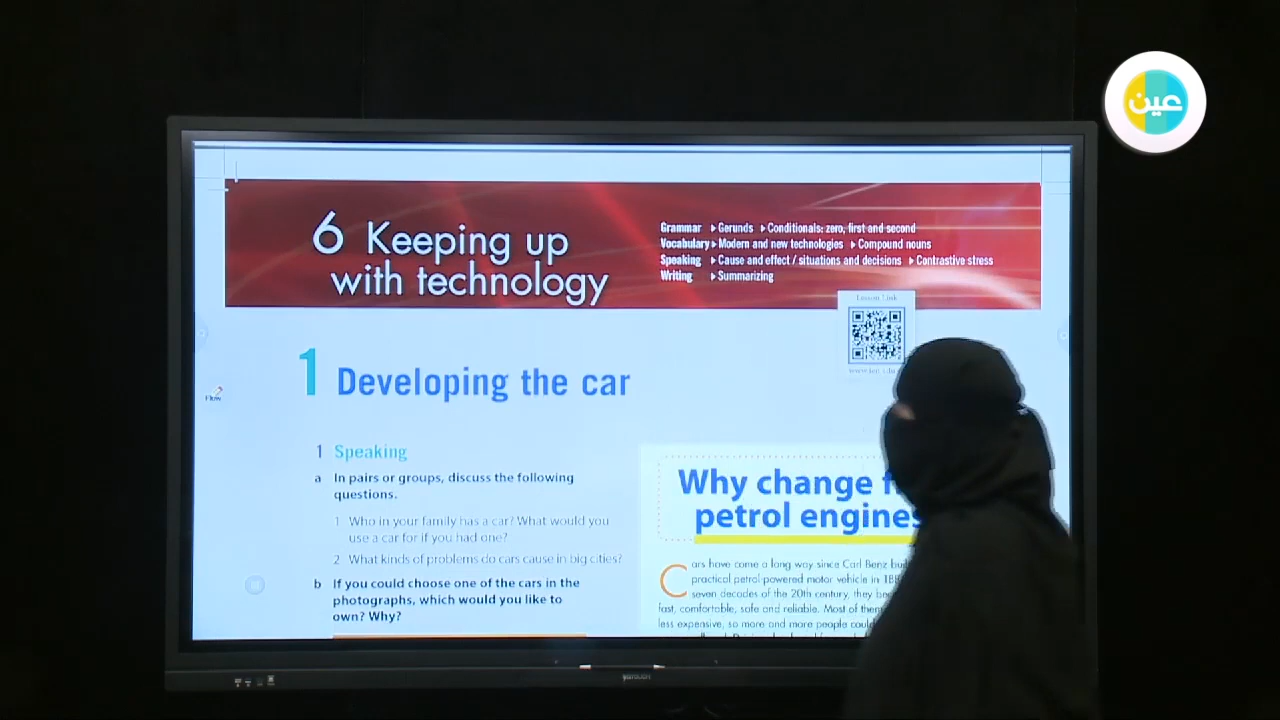 عين
6 Keeping up
with technology
Grammar ▸ Gerunds ▸ Conditionals: zero, first and second
Vocabulary ▸ Modern and new technologies ▸ Compound nouns
Speaking ▸ Cause and effect / situations and decisions ▸ Contrastive stress
Writing ▸ Summarizing
Lesson Link
1 Developing the car
1 Speaking
a In pairs or groups, discuss the following
questions.
1 Who in your family has a car? What would you
use a car for if you had one?
2 What kinds of problems do cars cause in big cities?
b If you could choose one of the cars in the
photographs, which would you like to
own? Why?
Why change
petrol engines
Cars have come a long way since Carl Benz
practical petrol-powered motor vehicle in
seven decades of the 20th century, they
fast, comfortable, safe and reliable. Most of
less expensive, so more and more people could